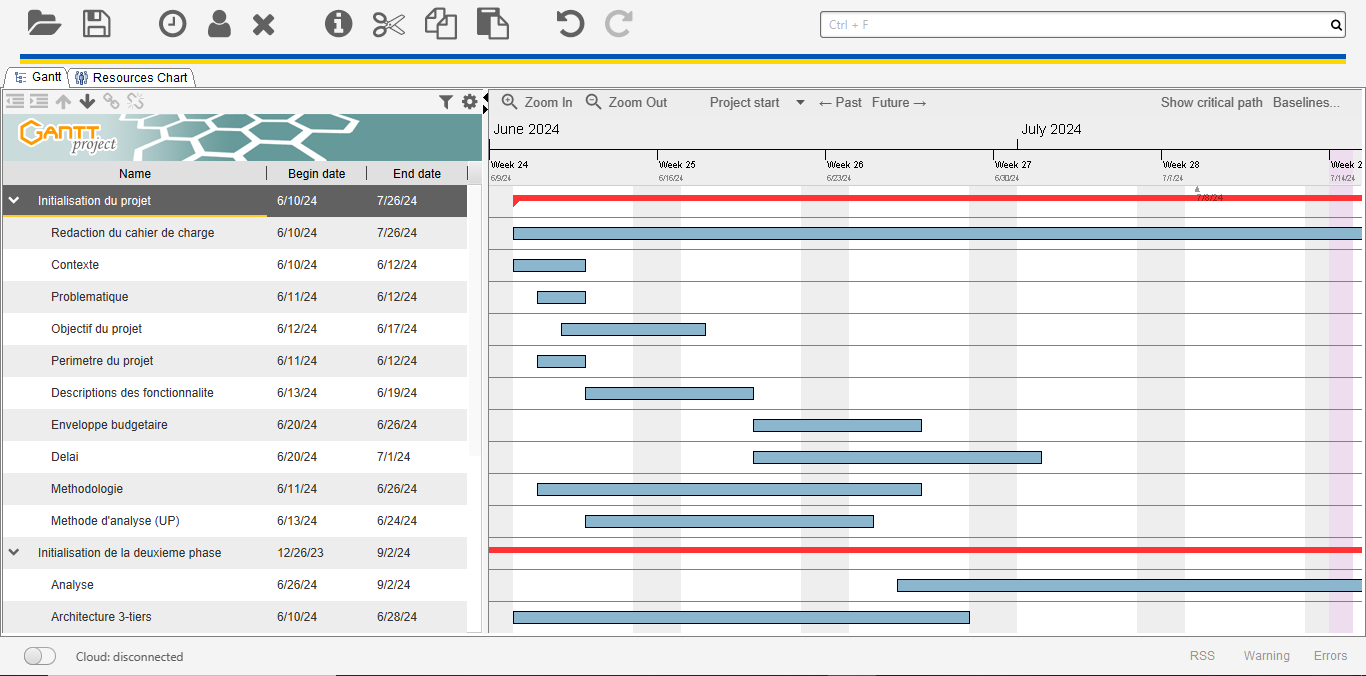 Ctrl + F
Gantt Resources Chart
Zoom In Zoom Out Project start ← Past Future → Show critical path Baselines...
GANTT project
June 2024 July 2024
Week 24 Week 25 Week 26 Week 27 Week 28 Week 2
6/9/24 6/16/24 6/23/24 6/30/24 7/7/24 7/14/24
7/8/24
Name Begin date End date
Initialisation du projet 6/10/24 7/26/24
Redaction du cahier de charge 6/10/24 7/26/24
Contexte 6/10/24 6/12/24
Problematique 6/11/24 6/12/24
Objectif du projet 6/12/24 6/17/24
Perimetre du projet 6/11/24 6/12/24
Descriptions des fonctionnalite 6/13/24 6/19/24
Enveloppe budgetaire 6/20/24 6/26/24
Delai 6/20/24 7/1/24
Methodologie 6/11/24 6/26/24
Methode d'analyse (UP) 6/13/24 6/24/24
Initialisation de la deuxieme phase 12/26/23 9/2/24
Analyse 6/26/24 9/2/24
Architecture 3-tiers 6/10/24 6/28/24
Cloud: disconnected RSS Warning Errors